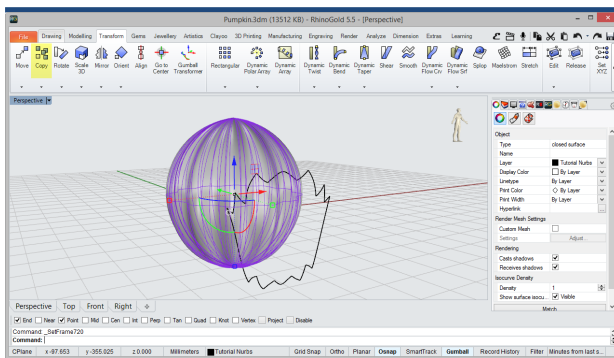 Pumpkin.3dm (13512 KB) - RhinoGold 5.5 - [Perspective]
File Drawing Modelling Transform Gems Jewellery Artistics Clayoo 3D Printing Manufacturing Engraving Render Analyze Dimension Extras Learning
Move Copy Rotate Scale 3D Mirror Orient Align Go to Center Gumball Transformer Rectangular Dynamic Polar Array Dynamic Array Dynamic Twist Dynamic Bend Dynamic Taper Shear Smooth Dynamic Flow Crv Dynamic Flow Srf Splop Maelstrom Stretch Edit Release Set XYZ
Perspective
Object
Type closed surface
Name
Layer Tutorial Nurbs
Display Color By Layer
Linetype By Layer
Print Color By Layer
Print Width By Layer
Hyperlink ...
Render Mesh Settings
Custom Mesh
Settings Adjust...
Rendering
Casts shadows
Receives shadows
Isocurve Density
Density 1
Show surface isocu... Visible
Match
Perspective Top Front Right
End Near Point Mid Cen Int Perp Tan Quad Knot Vertex Project Disable
Command: _SetFrame720
Command:
CPlane x -97.653 y -355.025 z 0.000 Millimeters Tutorial Nurbs Grid Snap Ortho Planar Osnap SmartTrack Gumball Record History Filter Minutes from last s...